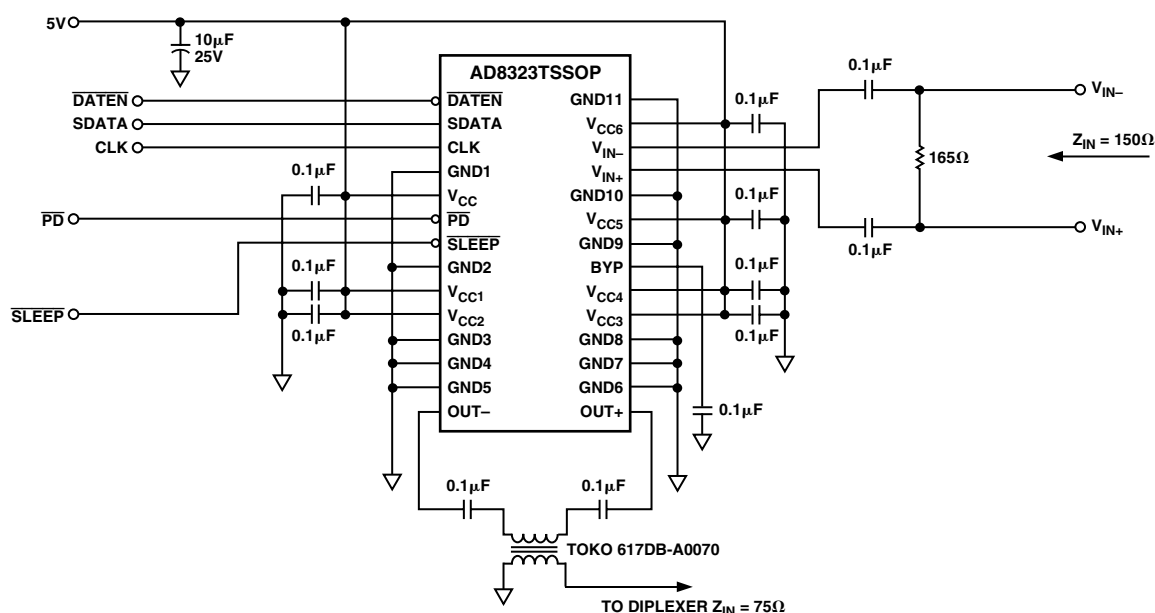 5V
10µF
25V
AD8323TSSOP
DATEN
SDATA
CLK
0.1µF
PD
SLEEP
0.1µF
0.1µF
DATEN
SDATA
CLK
GND1
VCC
PD
SLEEP
GND2
VCC1
VCC2
GND3
GND4
GND5
OUT–
GND11
VCC6
VIN–
VIN+
GND10
VCC5
GND9
BYP
VCC4
VCC3
GND8
GND7
GND6
OUT+
0.1µF
0.1µF
0.1µF
0.1µF
0.1µF
0.1µF
0.1µF
165Ω
VIN–
ZIN = 150Ω
VIN+
0.1µF
0.1µF
TOKO 617DB-A0070
TO DIPLEXER ZIN = 75Ω